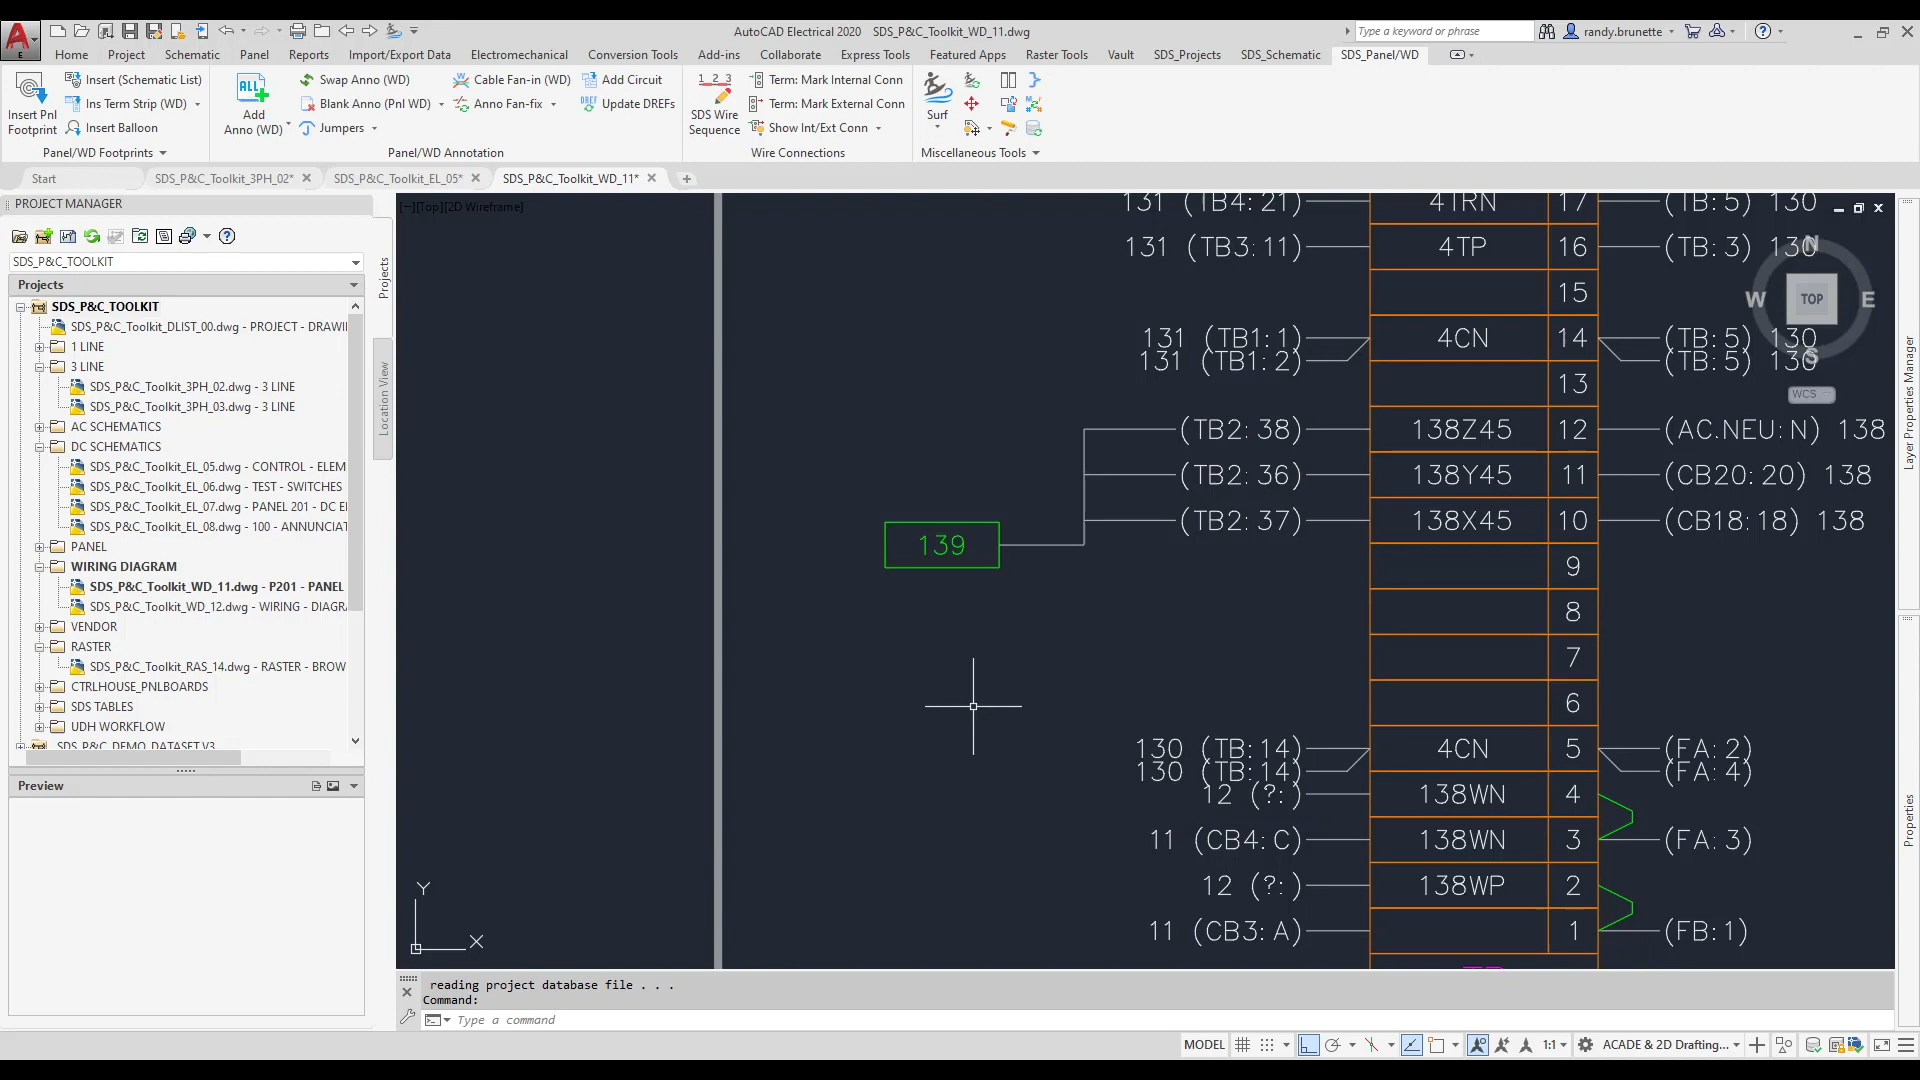 AutoCAD Electrical 2020 SDS_P&C_Toolkit_WD_11.dwg
Type a keyword or phrase
randy.brunette
Home Project Schematic Panel Reports Import/Export Data Electromechanical Conversion Tools Add-ins Collaborate Express Tools Featured Apps Raster Tools Vault SDS_Projects SDS_Schematic SDS_Panel/WD
Insert Pnl Footprint
Insert (Schematic List)
Ins Term Strip (WD)
Insert Balloon
ALL
Add Anno (WD)
Swap Anno (WD)
Blank Anno (Pnl WD)
Jumpers
Cable Fan-in (WD)
Anno Fan-fix
Add Circuit
Update DREFs
1 2 3
SDS Wire Sequence
Term: Mark Internal Conn
Term: Mark External Conn
Show Int/Ext Conn
Surf
Panel/WD Footprints
Panel/WD Annotation
Wire Connections
Miscellaneous Tools
Start SDS_P&C_Toolkit_3PH_02* SDS_P&C_Toolkit_EL_05* SDS_P&C_Toolkit_WD_11*
PROJECT MANAGER
SDS_P&C_TOOLKIT
Projects
SDS_P&C_TOOLKIT
SDS_P&C_Toolkit_DLIST_00.dwg - PROJECT - DRAWI
1 LINE
3 LINE
SDS_P&C_Toolkit_3PH_02.dwg - 3 LINE
SDS_P&C_Toolkit_3PH_03.dwg - 3 LINE
AC SCHEMATICS
DC SCHEMATICS
SDS_P&C_Toolkit_EL_05.dwg - CONTROL - ELEM
SDS_P&C_Toolkit_EL_06.dwg - TEST - SWITCHES
SDS_P&C_Toolkit_EL_07.dwg - PANEL 201 - DC E
SDS_P&C_Toolkit_EL_08.dwg - 100 - ANNUNCIAT
PANEL
WIRING DIAGRAM
SDS_P&C_Toolkit_WD_11.dwg - P201 - PANEL
SDS_P&C_Toolkit_WD_12.dwg - WIRING - DIAGRA
VENDOR
RASTER
SDS_P&C_Toolkit_RAS_14.dwg - RASTER - BROW
CTRLHOUSE_PNLBOARDS
SDS TABLES
UDH WORKFLOW
SDS_P&C_DEMO_DATASET V3
Projects
Location View
Preview
[−][Top][2D Wireframe]
131 (TB4: 21) 4TRN 17 (TB: 5) 130
131 (TB3: 11) 4TP 16 (TB: 3) 130
15
131 (TB1: 1) 4CN 14 (TB: 5) 130
131 (TB1: 2) (TB: 5) 130
13
(TB2: 38) 138Z45 12 (AC.NEU: N) 138
(TB2: 36) 138Y45 11 (CB20: 20) 138
(TB2: 37) 138X45 10 (CB18: 18) 138
139
9
8
7
6
130 (TB: 14) 4CN 5 (FA: 2)
130 (TB: 14) (FA: 4)
12 (?: ) 138WN 4
11 (CB4: C) 138WN 3 (FA: 3)
12 (?: ) 138WP 2
11 (CB3: A) 1 (FB: 1)
N
W TOP E
S
WCS
Layer Properties Manager
Properties
Y
X
reading project database file . . .
Command:
Type a command
MODEL 1:1 ACADE & 2D Drafting...